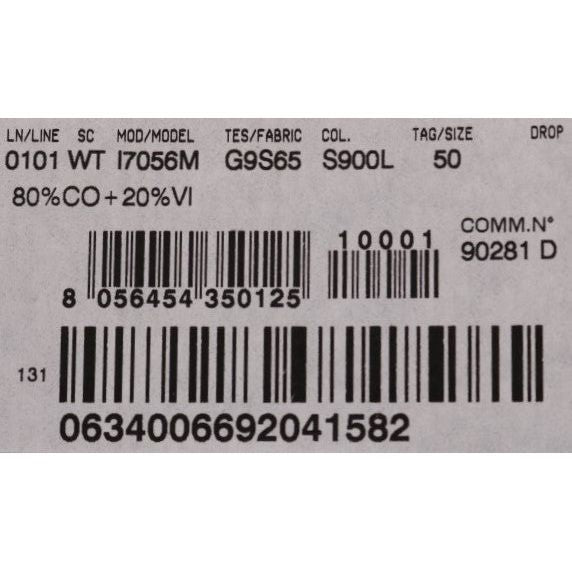 LN/LINE SC MOD/MODEL TES/FABRIC COL. TAG/SIZE DROP
0101 WT I7056M G9S65 S900L 50
80%CO+20%VI
COMM.N°
10001
90281 D
8 056454 350125
131
0634006692041582